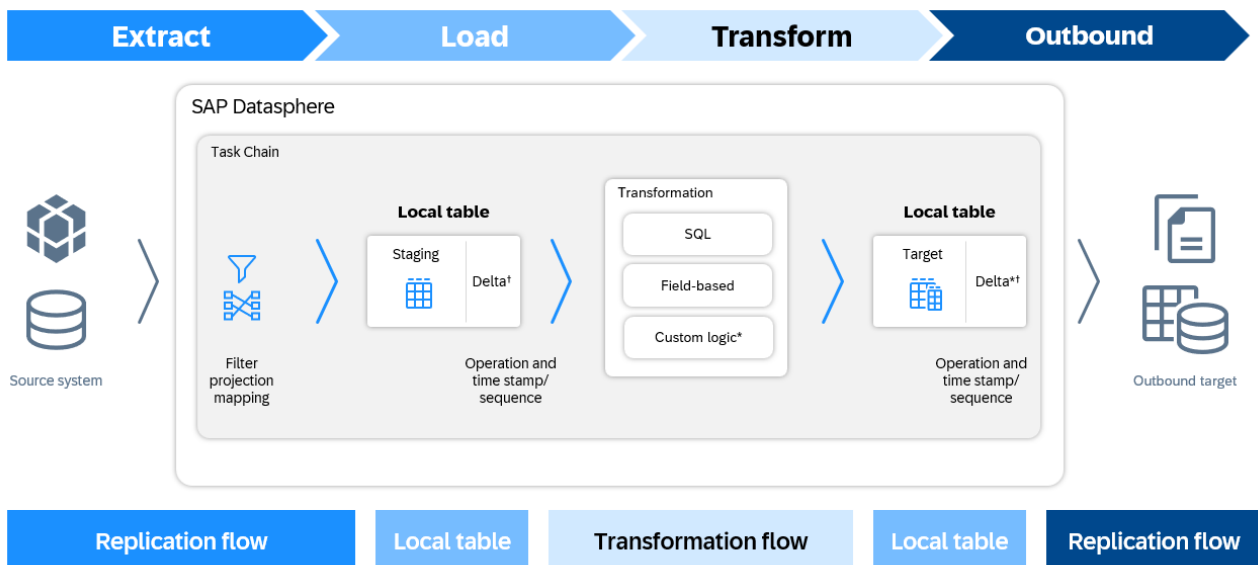 Extract
Load
Transform
Outbound
SAP Datasphere
Task Chain
Source system
Filter
projection
mapping
Local table
Staging
Delta†
Operation and
time stamp/
sequence
Transformation
SQL
Field-based
Custom logic*
Local table
Target
Delta*†
Operation and
time stamp/
sequence
Outbound target
Replication flow
Local table
Transformation flow
Local table
Replication flow